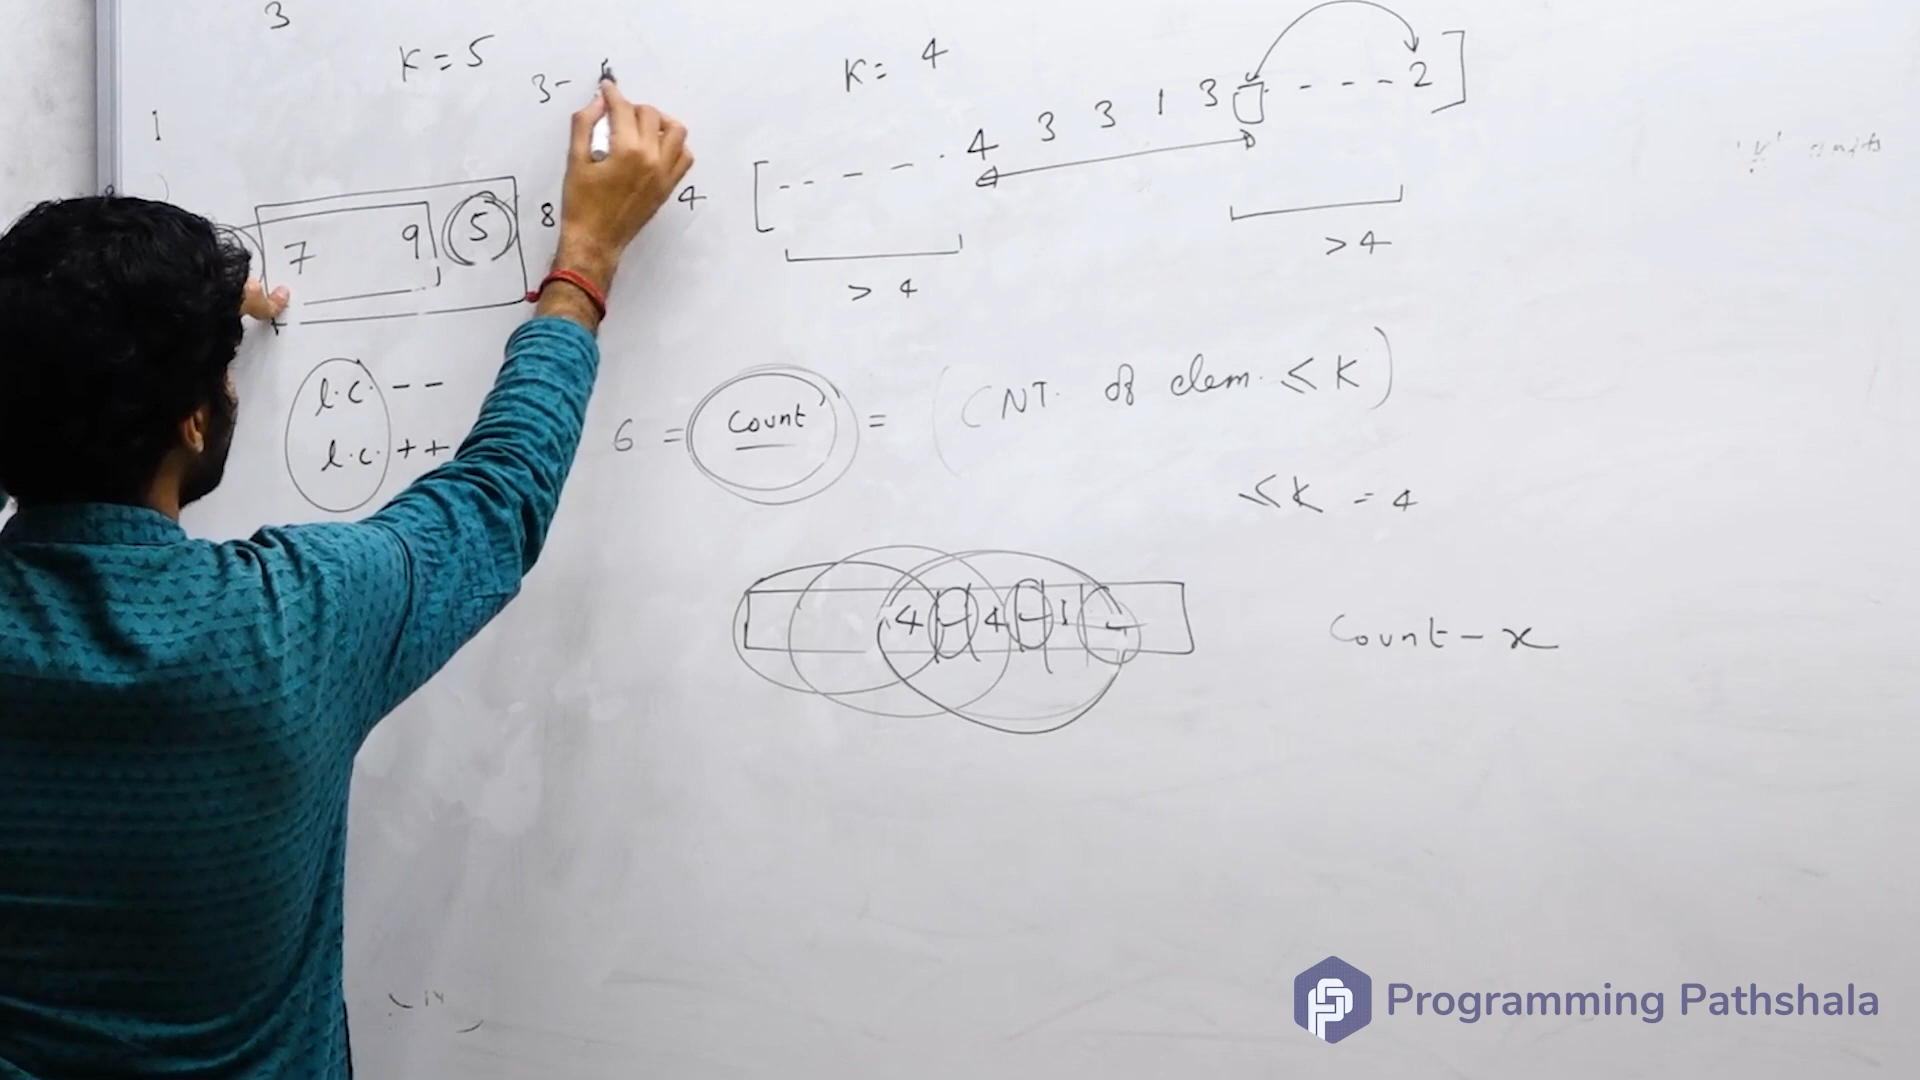 3
K = 5
3 -
K = 4
1
[ - - - - . 4 3 3 1 3 - - - - 2 ]
7 9 5 8 4
> 4
> 4
l.c. - -
l.c. + +
6 = Count = (CNT. of elem. ≤ K)
≤ K = 4
4 - 4 - 1 -
Count - x
Programming Pathshala